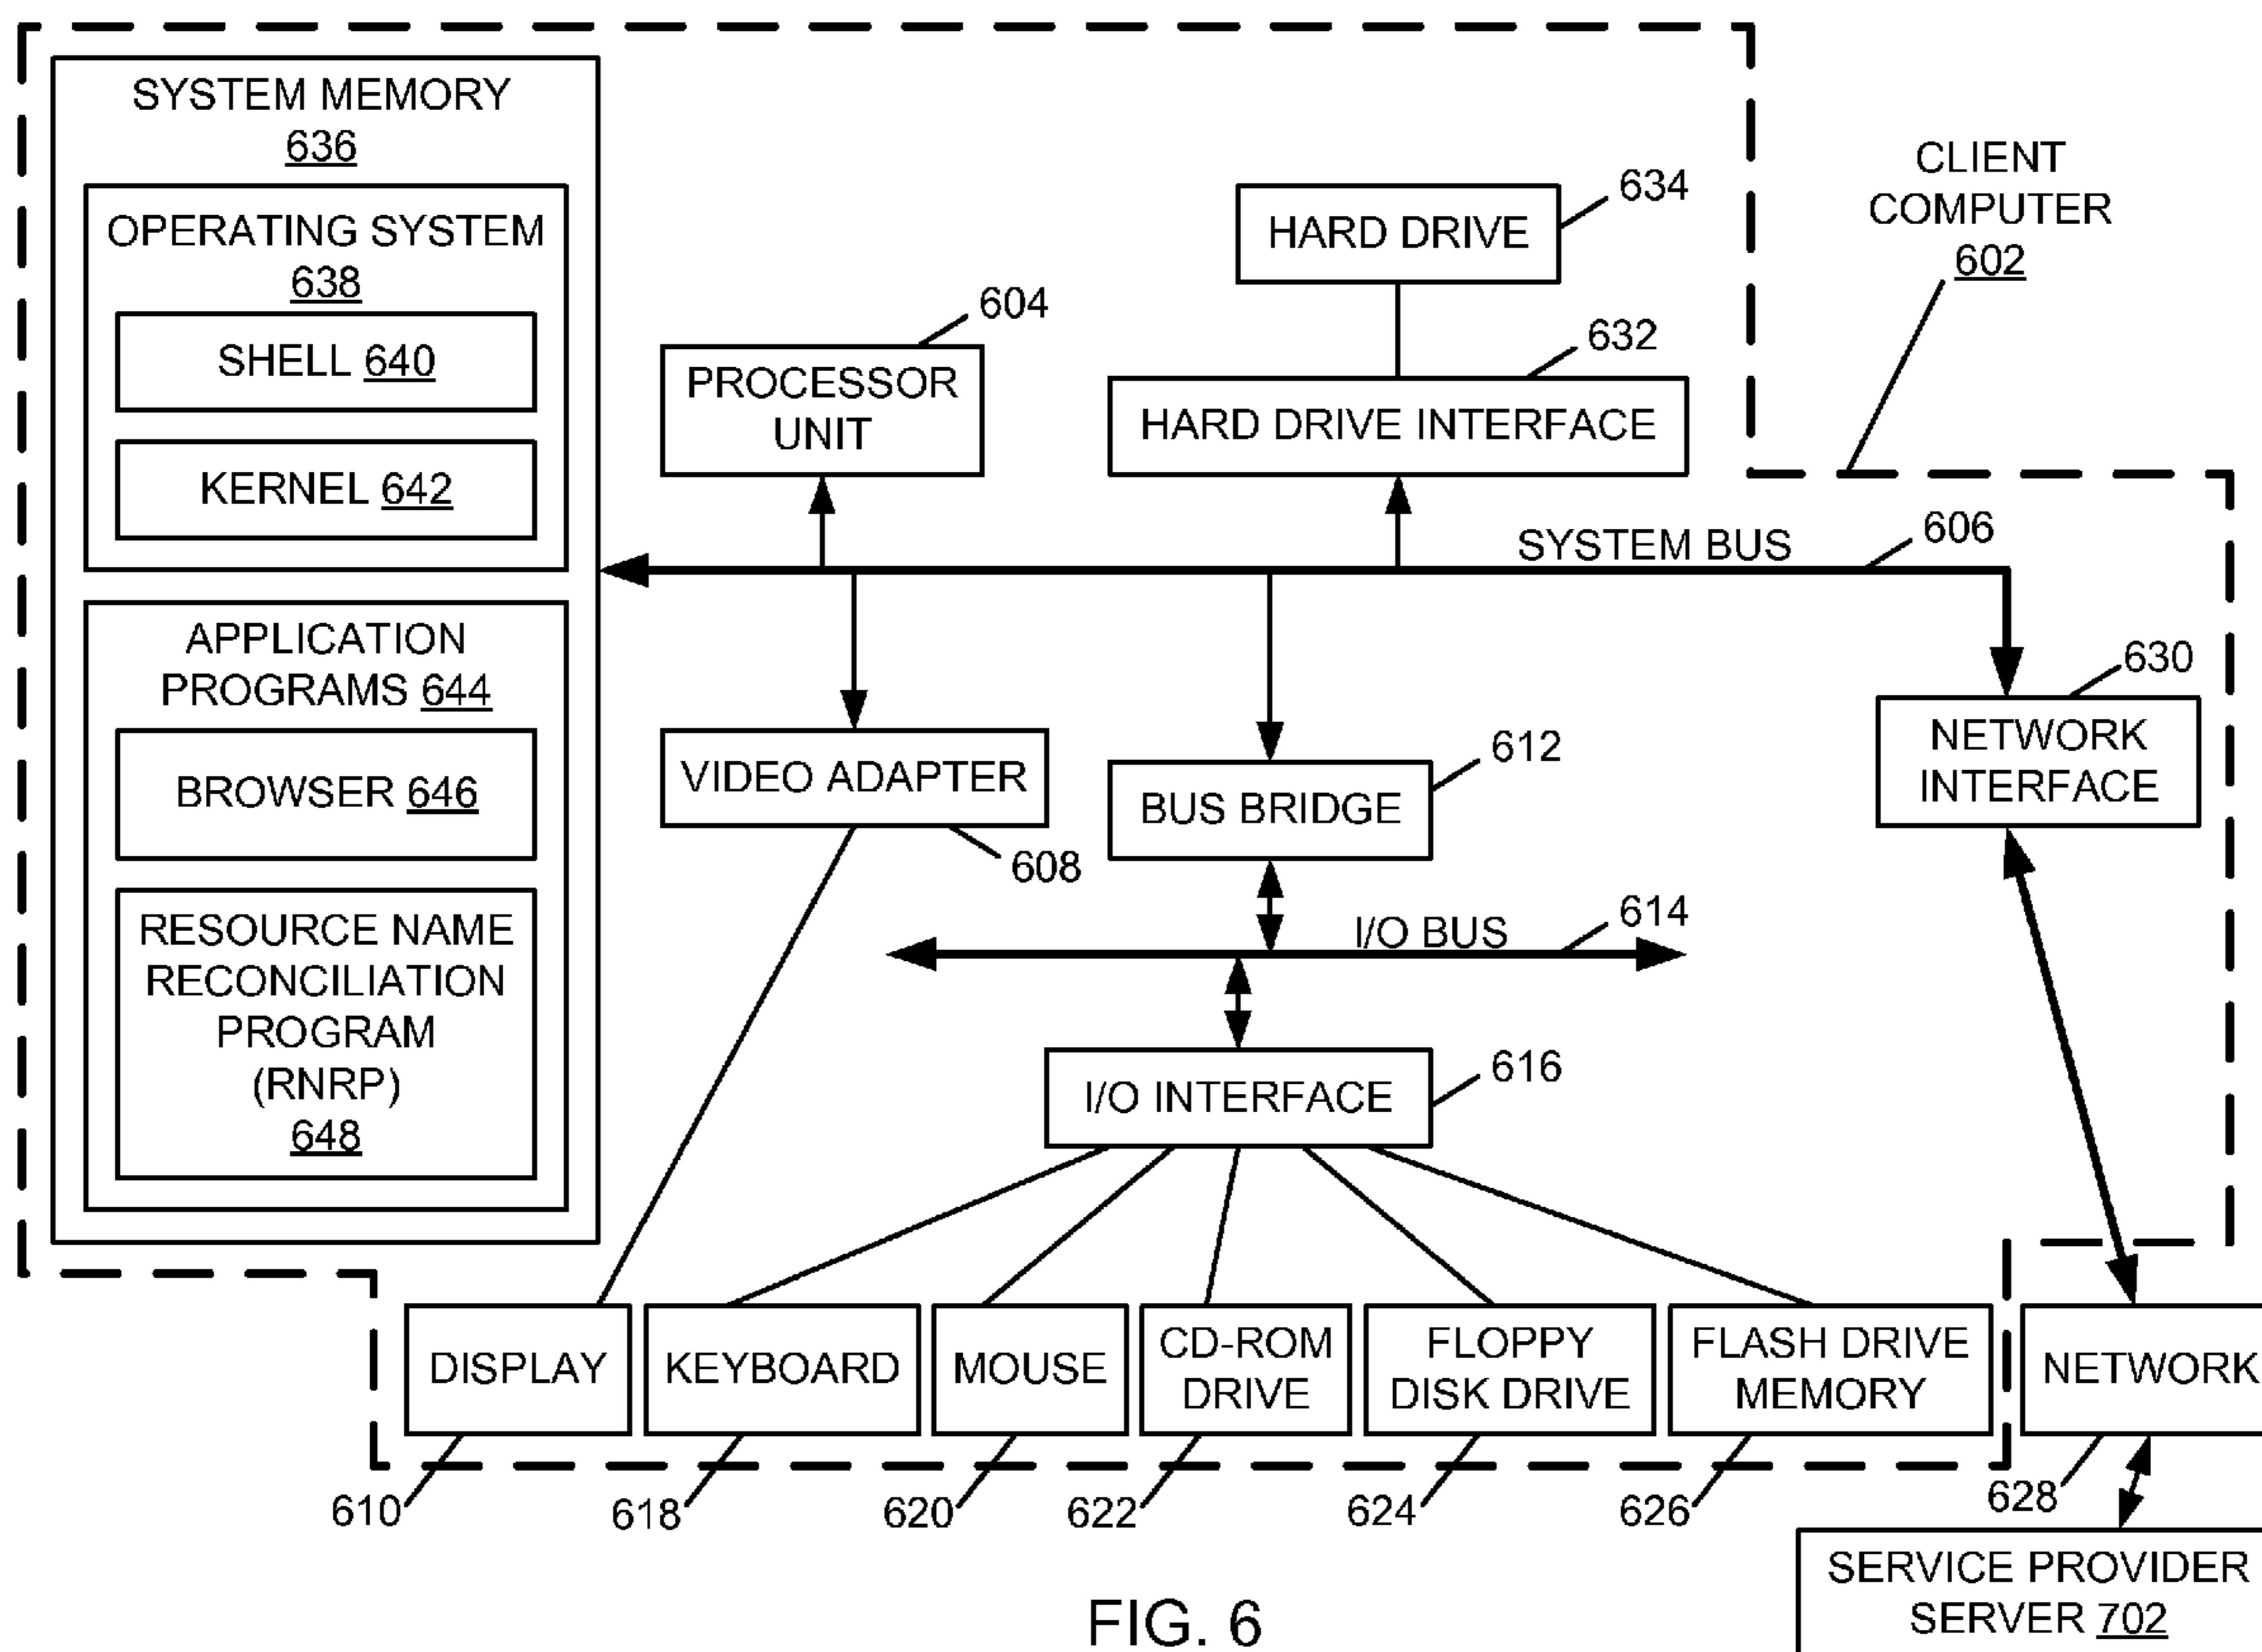 SYSTEM MEMORY
636
OPERATING SYSTEM
638
SHELL 640
KERNEL 642
APPLICATION
PROGRAMS 644
BROWSER 646
RESOURCE NAME
RECONCILIATION
PROGRAM
(RNRP)
648
604
PROCESSOR
UNIT
634
HARD DRIVE
632
HARD DRIVE INTERFACE
CLIENT
COMPUTER
602
SYSTEM BUS
606
630
NETWORK
INTERFACE
VIDEO ADAPTER
608
612
BUS BRIDGE
I/O BUS
614
I/O INTERFACE
616
DISPLAY
KEYBOARD
MOUSE
CD-ROM
DRIVE
FLOPPY
DISK DRIVE
FLASH DRIVE
MEMORY
NETWORK
610
618
620
622
624
626
628
SERVICE PROVIDER
SERVER 702
FIG. 6